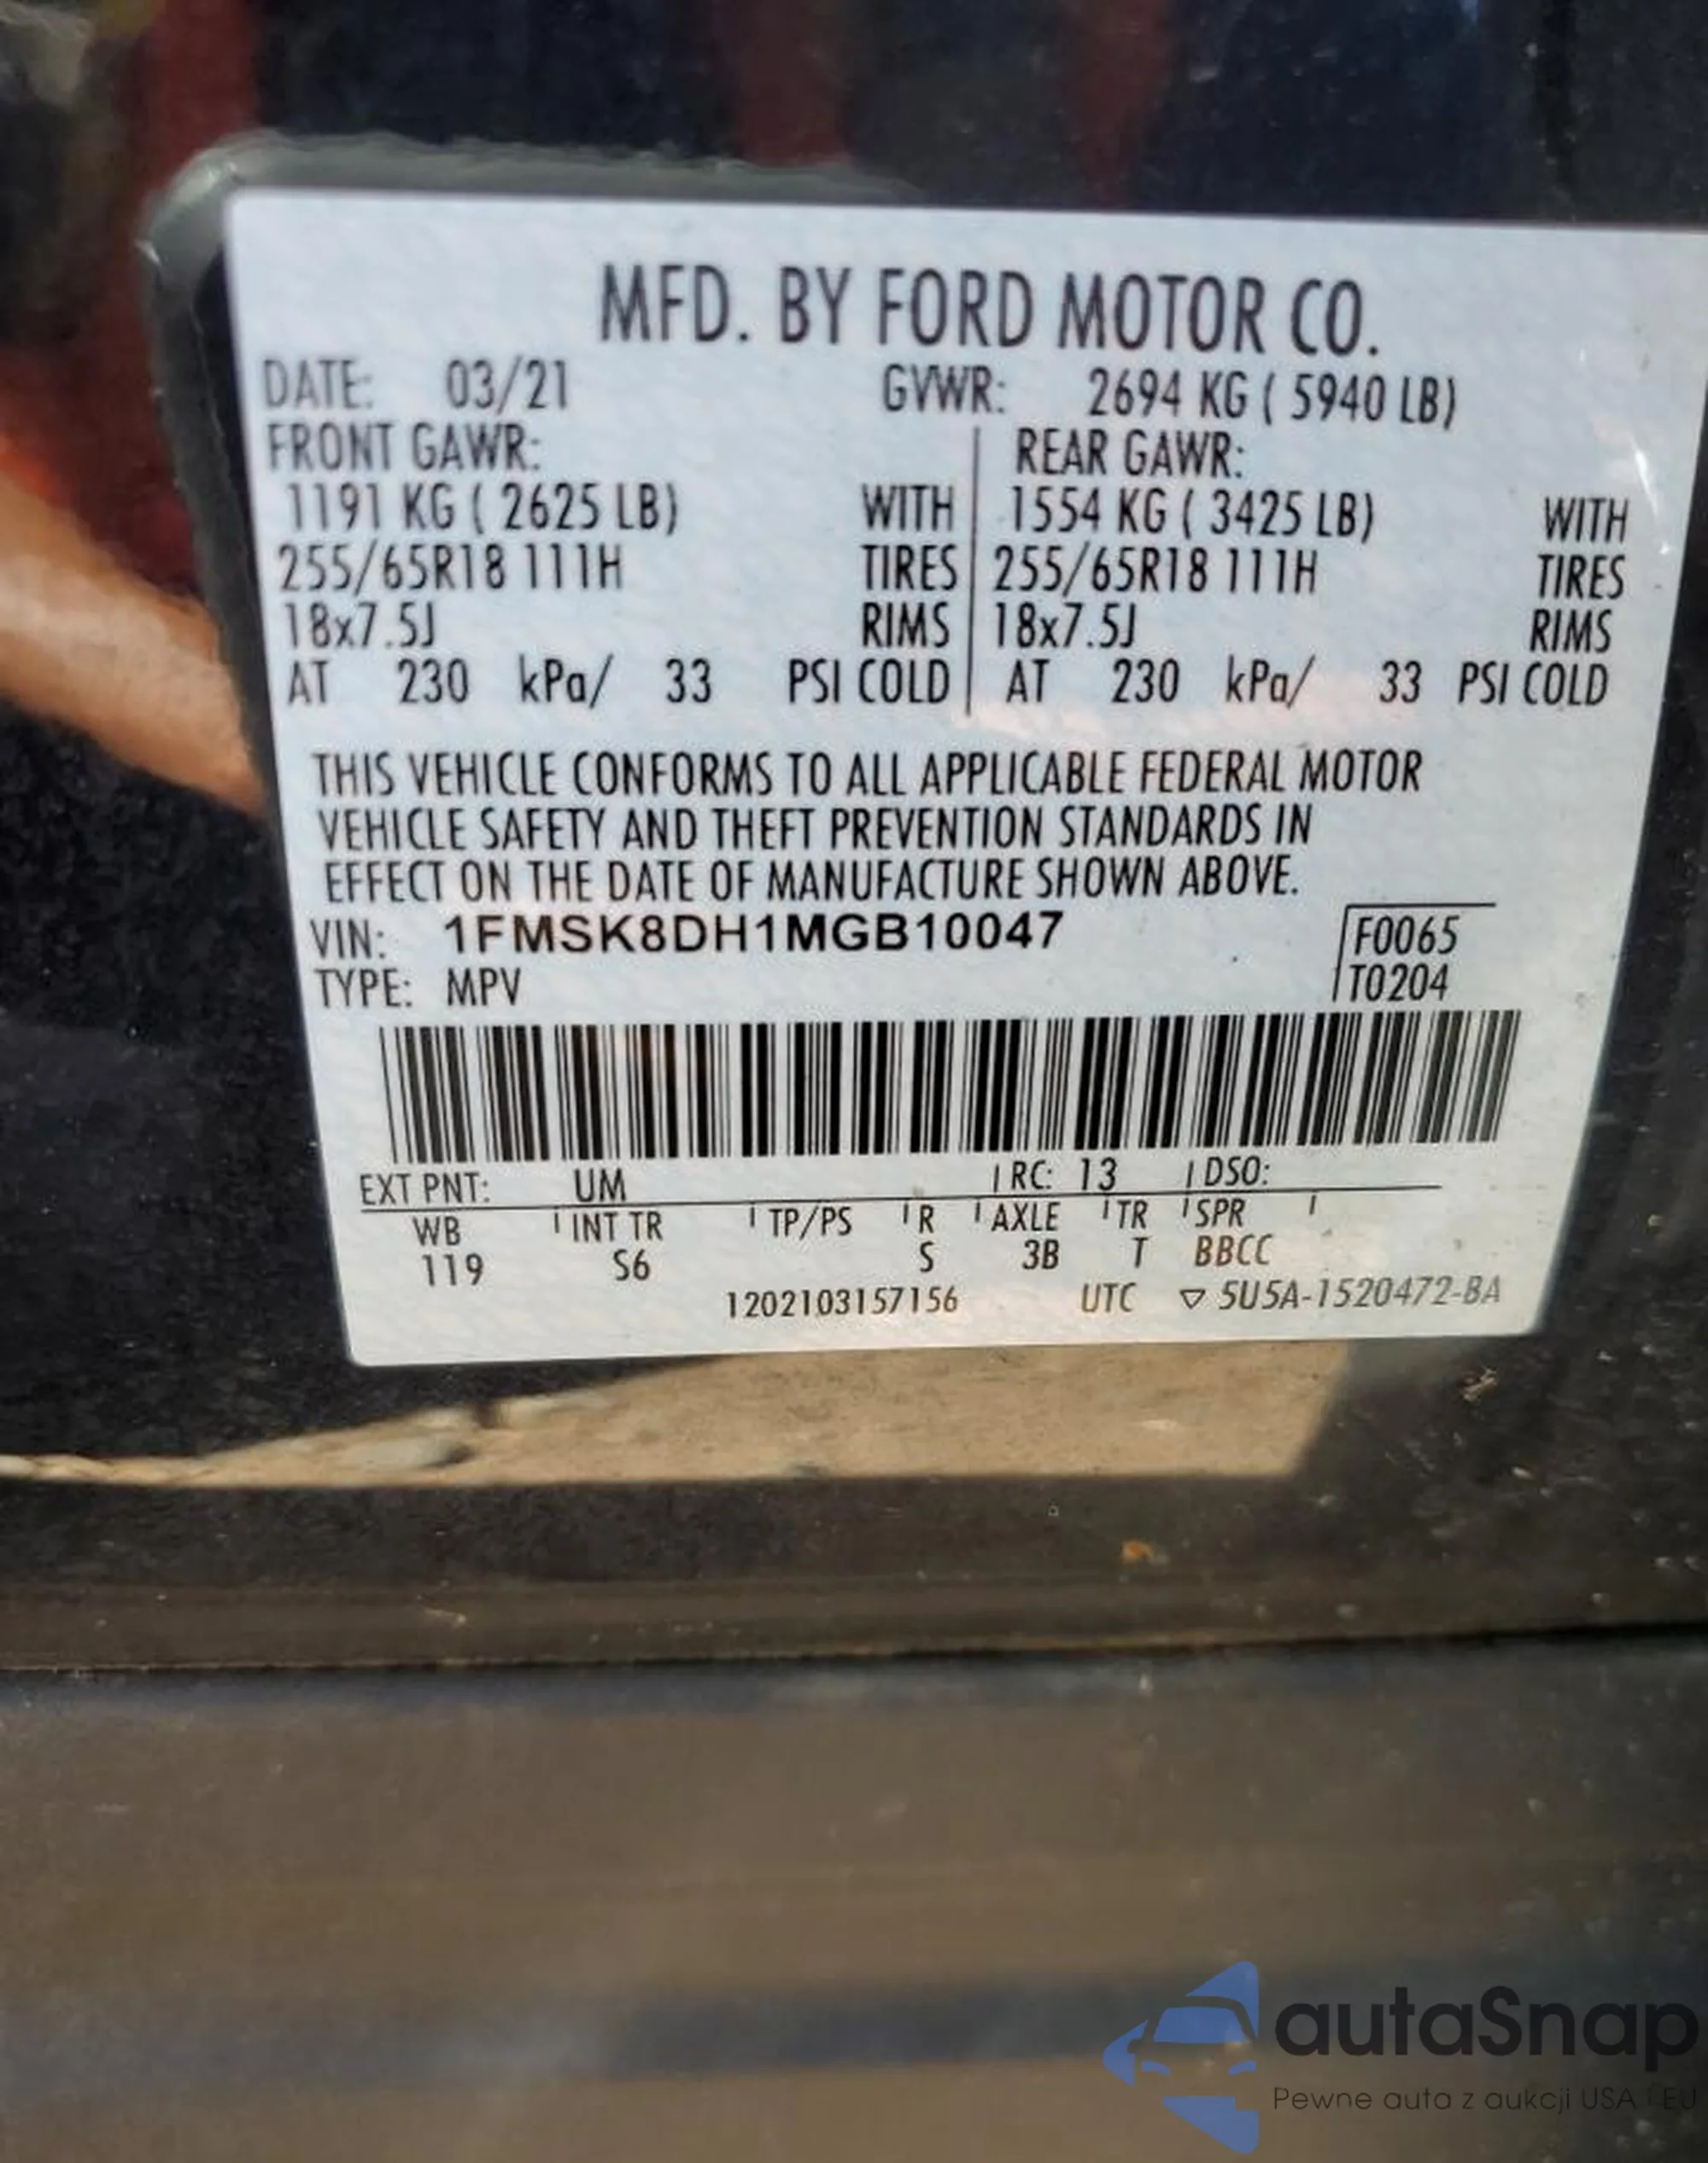 MFD. BY FORD MOTOR CO.
DATE: 03/21 GVWR: 2694 KG ( 5940 LB)
FRONT GAWR: REAR GAWR:
1191 KG ( 2625 LB) WITH 1554 KG ( 3425 LB) WITH
255/65R18 111H TIRES 255/65R18 111H TIRES
18x7.5J RIMS 18x7.5J RIMS
AT 230 kPa/ 33 PSI COLD AT 230 kPa/ 33 PSI COLD
THIS VEHICLE CONFORMS TO ALL APPLICABLE FEDERAL MOTOR
VEHICLE SAFETY AND THEFT PREVENTION STANDARDS IN
EFFECT ON THE DATE OF MANUFACTURE SHOWN ABOVE.
VIN: 1FMSK8DH1MGB10047 F0065
TYPE: MPV T0204
EXT PNT: UM RC: 13 DSO:
WB INT TR TP/PS R AXLE TR SPR
119 S6 S 3B T BBCC
1202103157156 UTC ▽ 5U5A-1520472-BA
autaSnap
Pewne auta z aukcji USA i EU